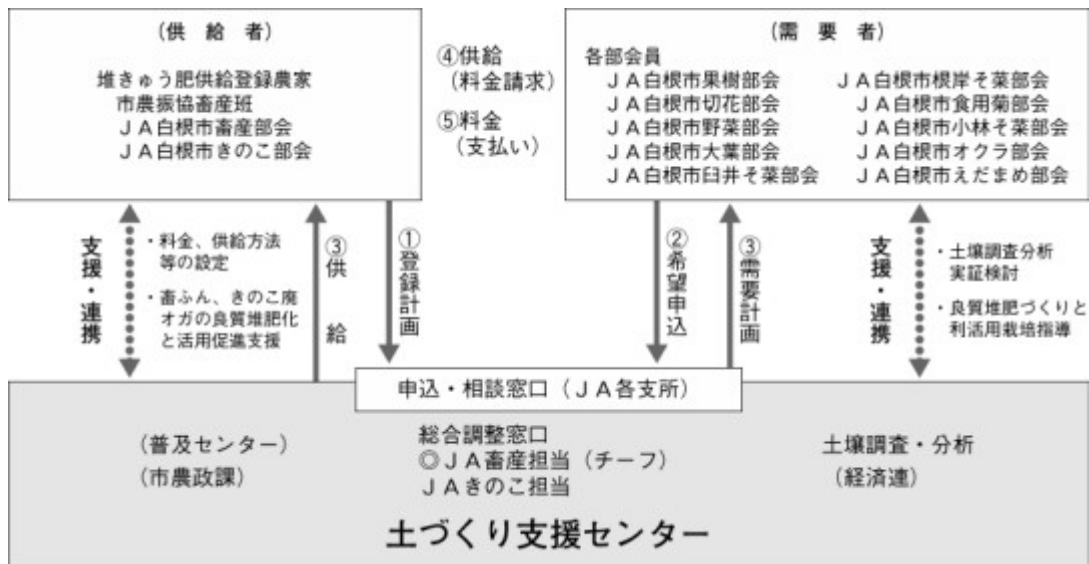 (供 給 者)
堆きゅう肥供給登録農家
市農振協畜産班
ＪＡ白根市畜産部会
ＪＡ白根市きのこ部会
④供給
(料金請求)
⑤料金
(支払い)
(需 要 者)
各部会員
ＪＡ白根市果樹部会
ＪＡ白根市切花部会
ＪＡ白根市野菜部会
ＪＡ白根市大葉部会
ＪＡ白根市臼井そ菜部会
ＪＡ白根市根岸そ菜部会
ＪＡ白根市食用菊部会
ＪＡ白根市小林そ菜部会
ＪＡ白根市オクラ部会
ＪＡ白根市えだまめ部会
支援・連携
・料金、供給方法
等の設定
・畜ふん、きのこ廃
オガの良質堆肥化
と活用促進支援
③供 給
①登録計画
②希望申込
③需要計画
支援・連携
・土壌調査分析
実証検討
・良質堆肥づくりと
利活用栽培指導
申込・相談窓口（ＪＡ各支所）
(普及センター)
(市農政課)
総合調整窓口
◎ＪＡ畜産担当（チーフ）
ＪＡきのこ担当
土壌調査・分析
(経済連)
土づくり支援センター